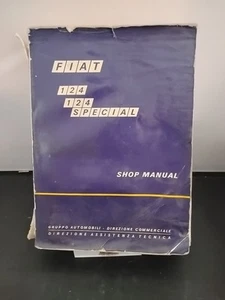 FIAT
124
124
SPECIAL
SHOP MANUAL
GRUPPO AUTOMOBILI - DIREZIONE COMMERCIALE
DIREZIONE ASSISTENZA TECNICA